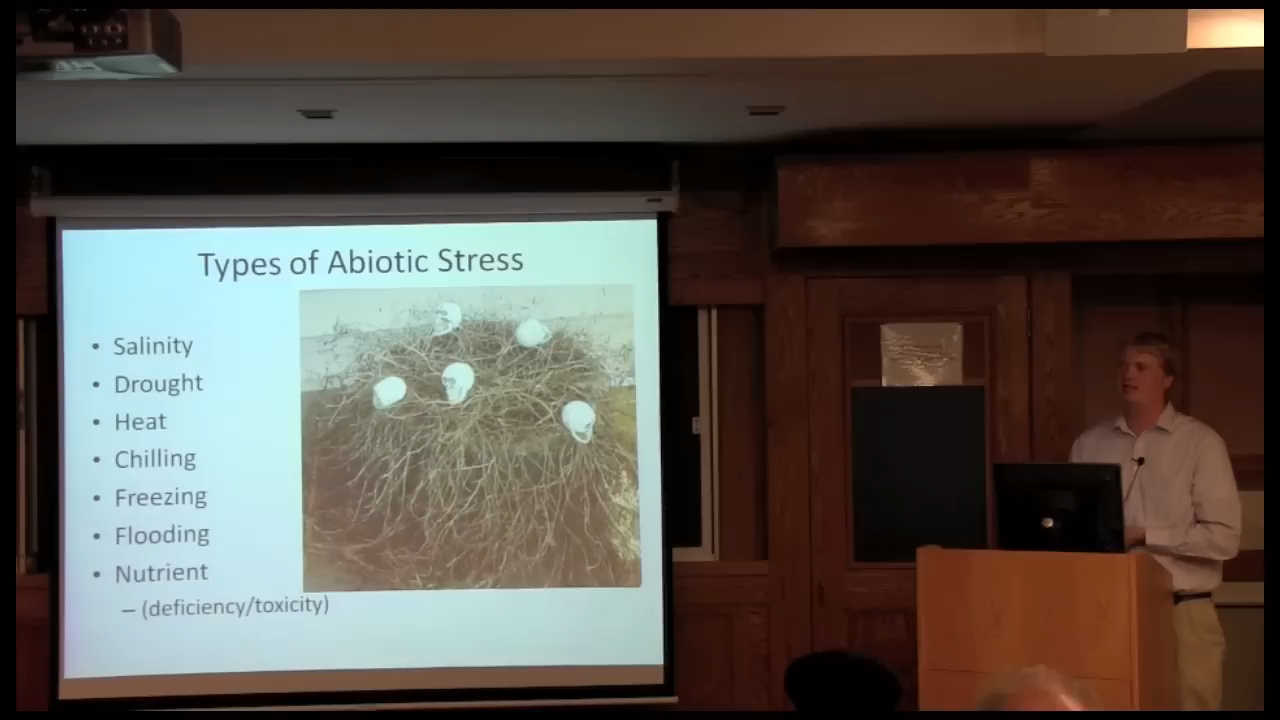 Types of Abiotic Stress
• Salinity
• Drought
• Heat
• Chilling
• Freezing
• Flooding
• Nutrient
– (deficiency/toxicity)